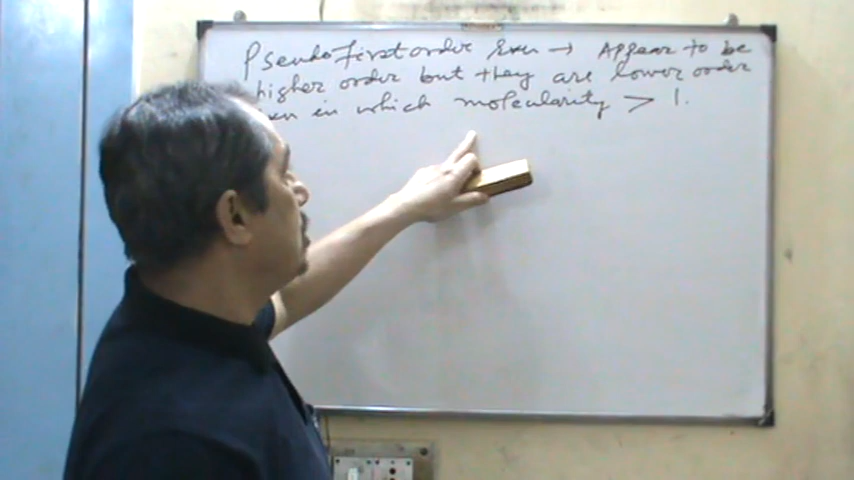 Pseudo First order Rxn → Appear to be
higher order but they are lower order
in which molecularity > 1.